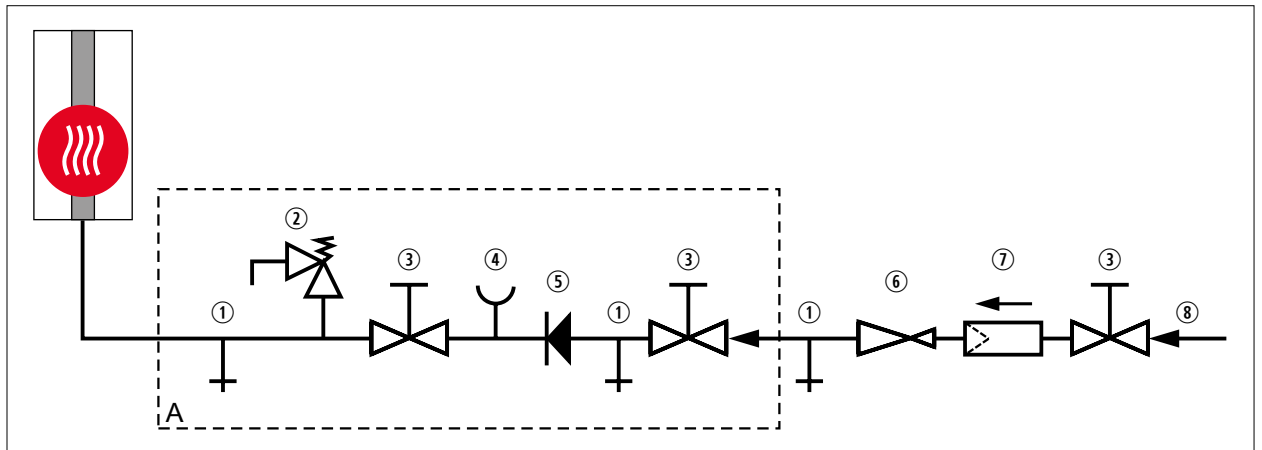 ②
③ ④ ③ ⑦ ③
⑤ ⑥
① ① ① ⑧
A